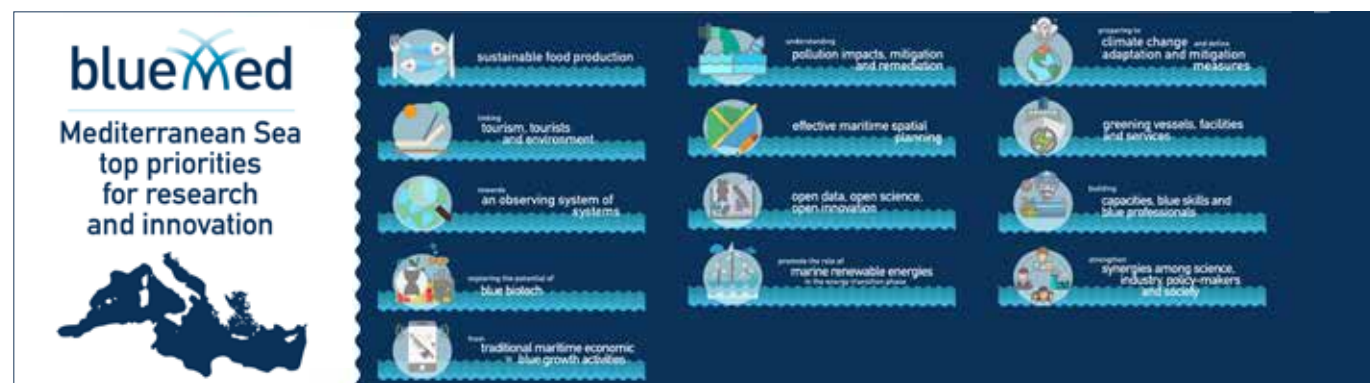 bluemed
Mediterranean Sea
top priorities
for research
and innovation
sustainable food production
linking
tourism, tourists
and environment
towards
an observing system of
systems
exploring the potential of
blue biotech
from
traditional maritime economic
to blue growth activities
understanding
pollution impacts, mitigation
and remediation
effective maritime spatial
planning
open data, open science,
open innovation
promote the role of
marine renewable energies
in the energy transition phase
preparing to
climate change and define
adaptation and mitigation
measures
greening vessels, facilities
and services
building
capacities, blue skills and
blue professionals
strengthen
synergies among science,
industry, policy-makers
and society